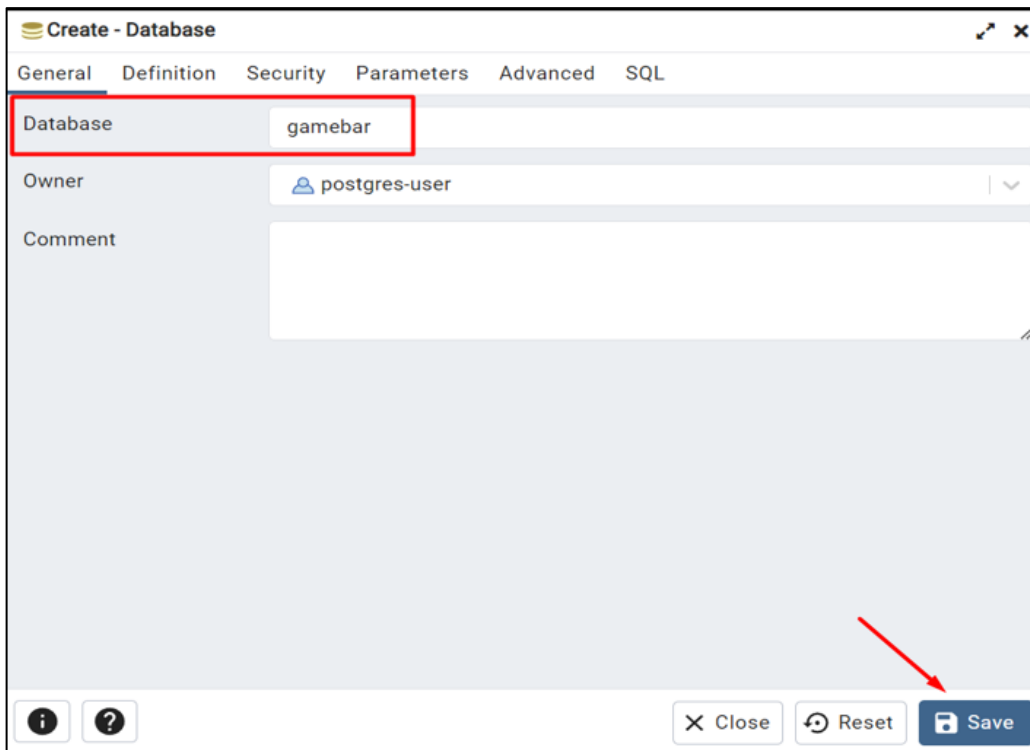 Create - Database
General Definition Security Parameters Advanced SQL
Database gamebar
Owner postgres-user
Comment
Close Reset Save